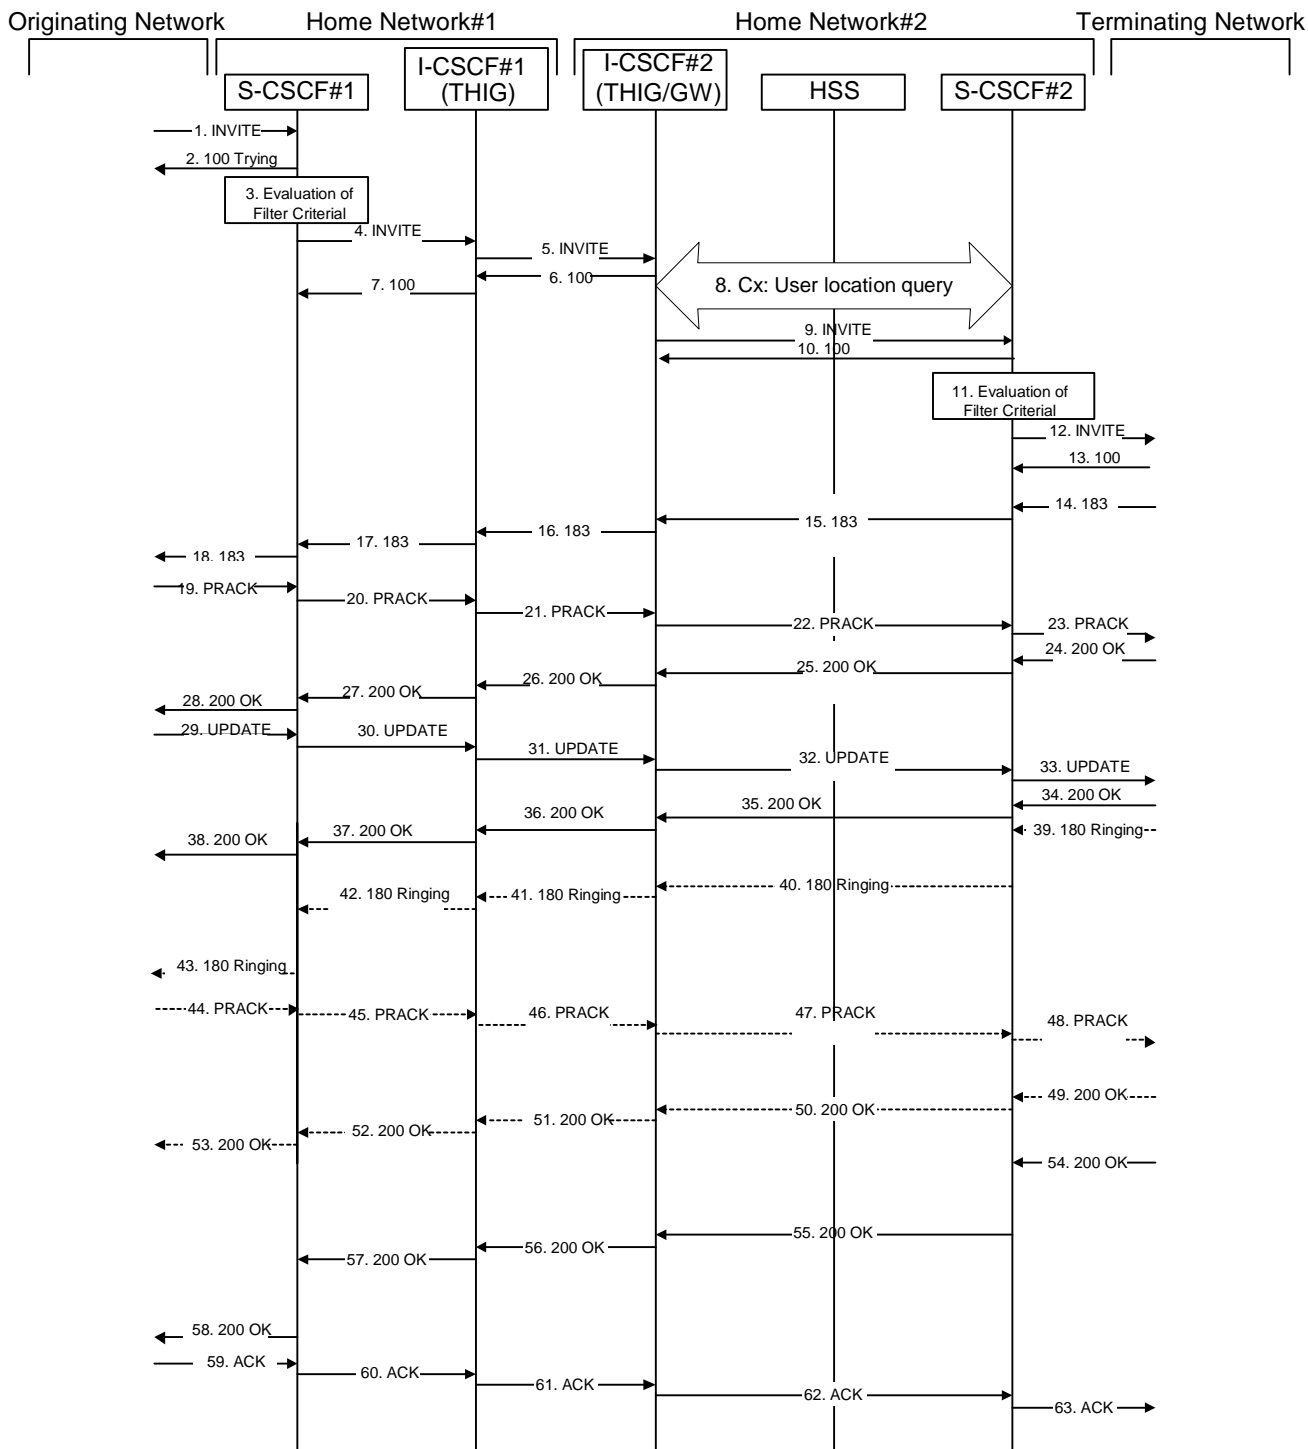 Originating Network
Home Network#1
Home Network#2
Terminating Network
S-CSCF#1
I-CSCF#1
(THIG)
I-CSCF#2
(THIG/GW)
HSS
S-CSCF#2
1. INVITE
2. 100 Trying
3. Evaluation of
Filter Criterial
4. INVITE
5. INVITE
6. 100
7. 100
8. Cx: User location query
9. INVITE
10. 100
11. Evaluation of
Filter Criterial
12. INVITE
13. 100
14. 183
15. 183
16. 183
17. 183
18. 183
19. PRACK
20. PRACK
21. PRACK
22. PRACK
23. PRACK
24. 200 OK
25. 200 OK
26. 200 OK
27. 200 OK
28. 200 OK
29. UPDATE
30. UPDATE
31. UPDATE
32. UPDATE
33. UPDATE
34. 200 OK
35. 200 OK
36. 200 OK
37. 200 OK
38. 200 OK
39. 180 Ringing
40. 180 Ringing
41. 180 Ringing
42. 180 Ringing
43. 180 Ringing
44. PRACK
45. PRACK
46. PRACK
47. PRACK
48. PRACK
49. 200 OK
50. 200 OK
51. 200 OK
52. 200 OK
53. 200 OK
54. 200 OK
55. 200 OK
56. 200 OK
57. 200 OK
58. 200 OK
59. ACK
60. ACK
61. ACK
62. ACK
63. ACK